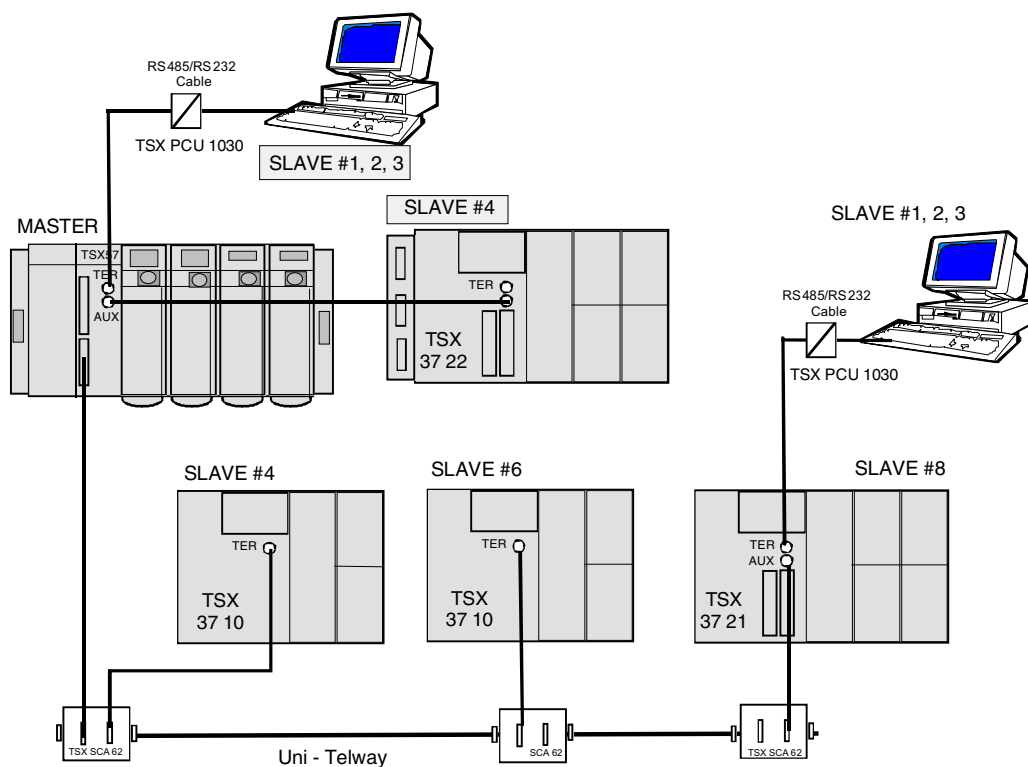 RS485/RS232
Cable
TSX PCU 1030
SLAVE #1, 2, 3
MASTER
SLAVE #4
SLAVE #1, 2, 3
TSX57
TER
AUX
TER
TSX
37 22
RS485/RS232
Cable
TSX PCU 1030
SLAVE #4
SLAVE #6
SLAVE #8
TER
TSX
37 10
TER
TSX
37 10
TER
AUX
TSX
37 21
TSX SCA 62
SCA 62
TSX SCA 62
Uni - Telway